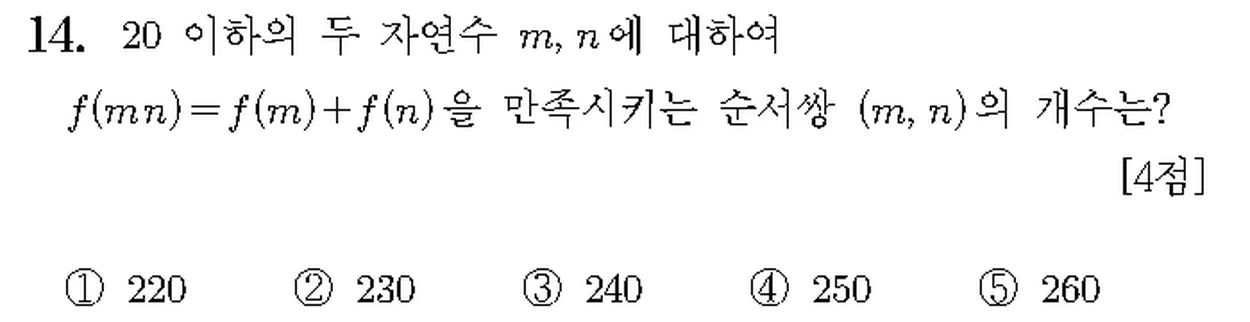 14. 20 이하의 두 자연수 m, n에 대하여
f(mn)=f(m)+f(n)을 만족시키는 순서쌍 (m, n)의 개수는?
[4점]
① 220 ② 230 ③ 240 ④ 250 ⑤ 260